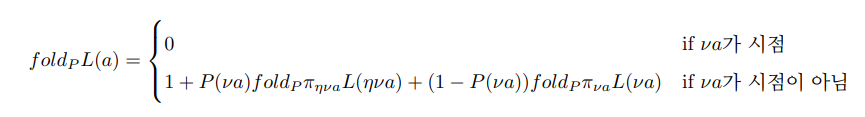 fold_P L(a) = { 0 if νa가 시점
1 + P(νa)fold_P π_{ηνa} L(ηνa) + (1 − P(νa))fold_P π_{νa} L(νa) if νa가 시점이 아님